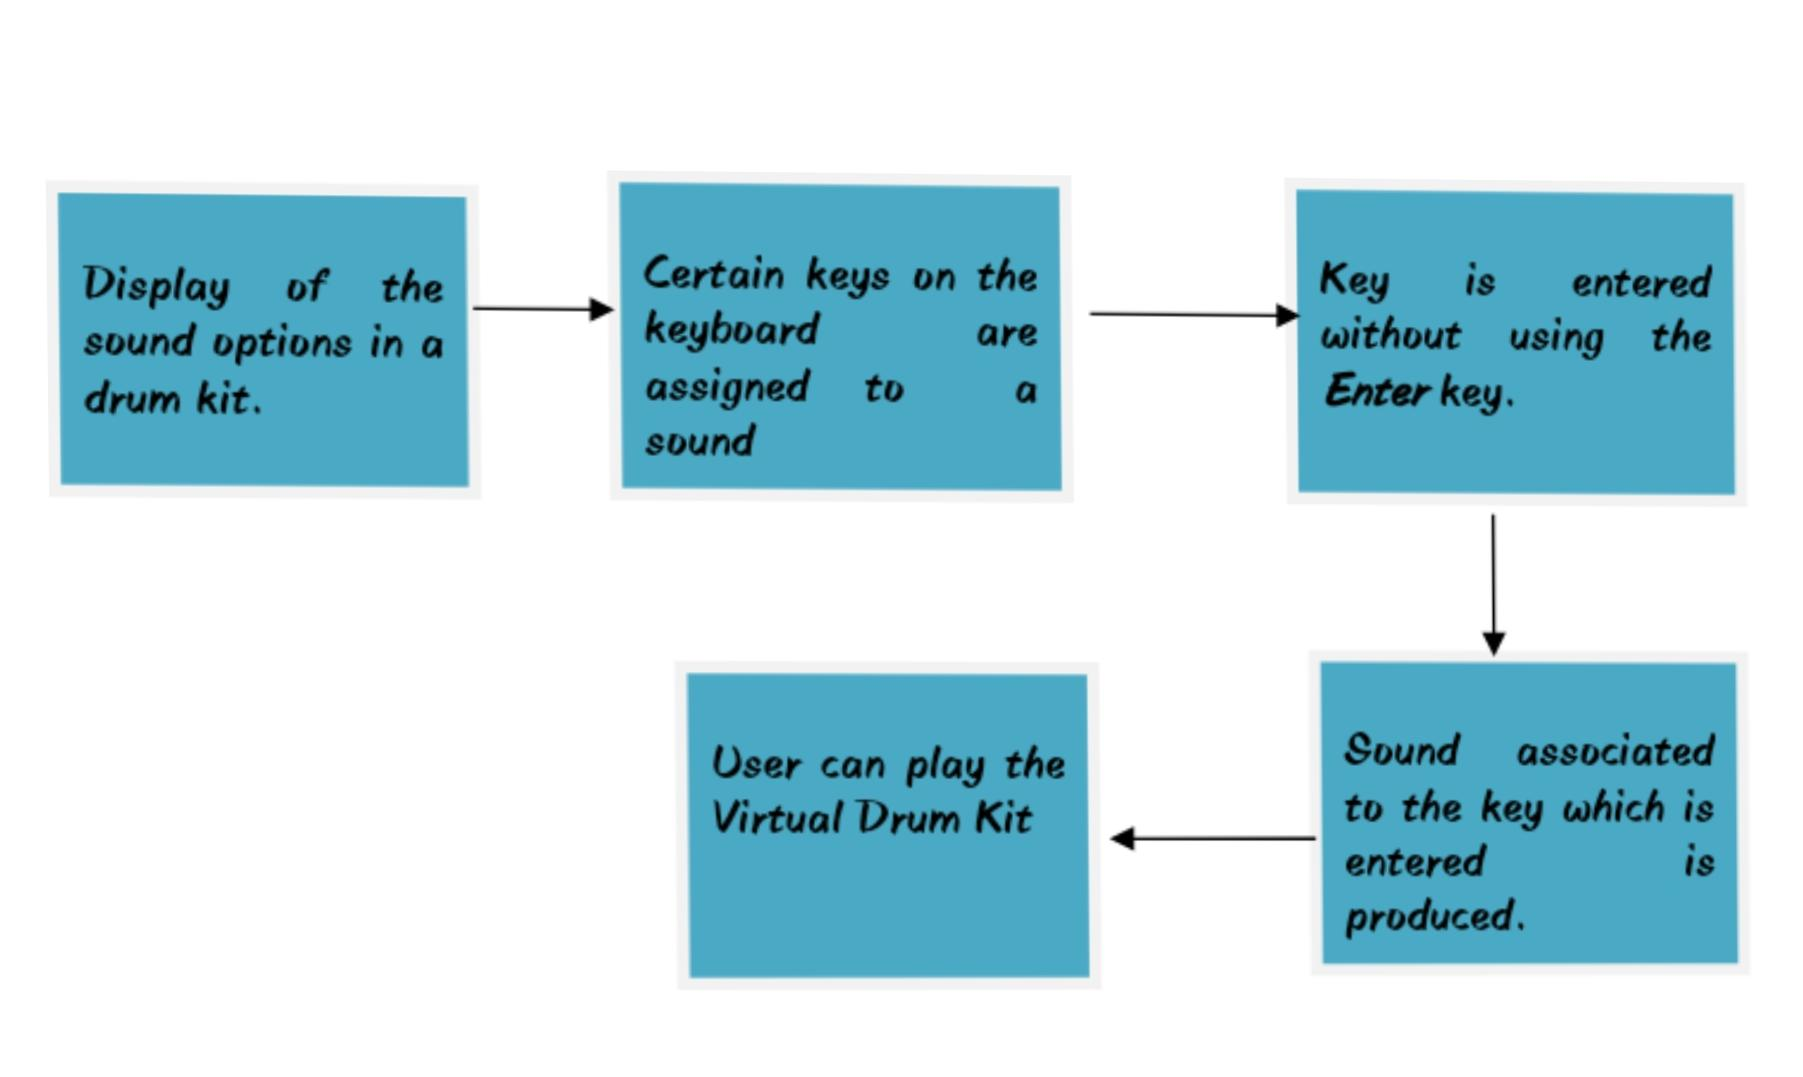 Display of the
sound options in a
drum kit.
Certain keys on the
keyboard are
assigned to a
sound
Key is entered
without using the
Enter key.
Sound associated
to the key which is
entered is
produced.
User can play the
Virtual Drum Kit